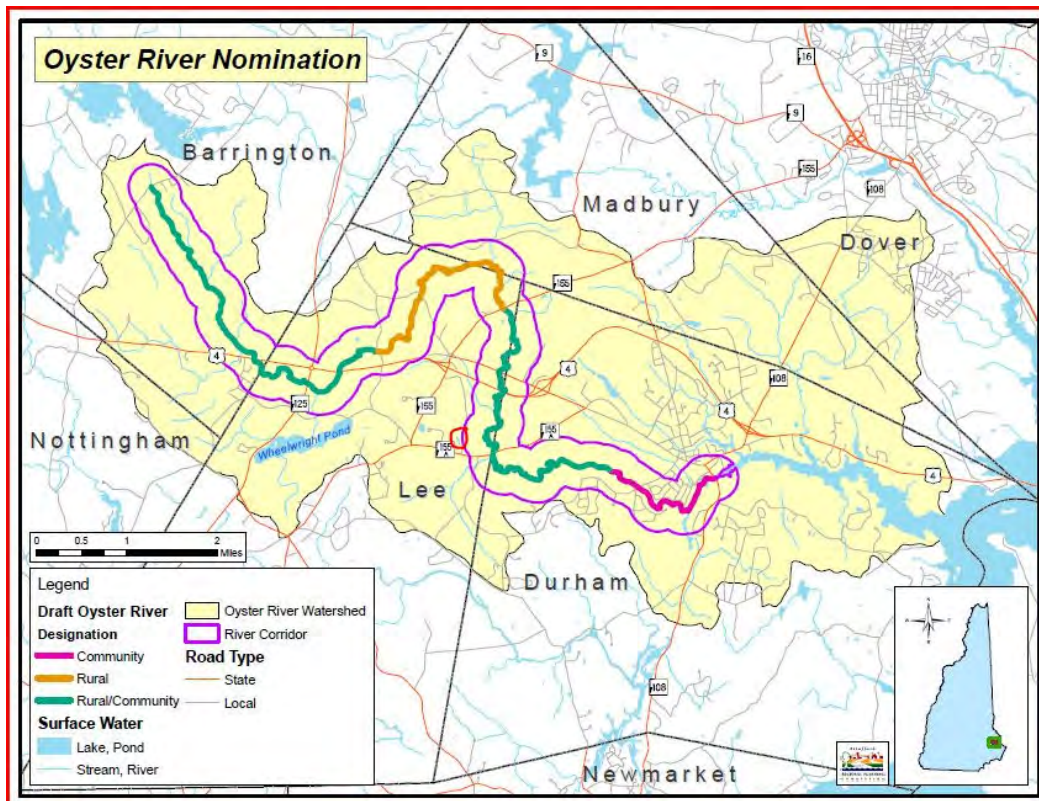 Oyster River Nomination
9
16
Barrington
9
155
Madbury
108
Dover
155
4
4
108
125
155
4
Nottingham
Wheelwright Pond
155
A
155
A
4
Lee
0 0.5 1 2
Miles
Durham
Legend
Draft Oyster River
Designation
Community
Rural
Rural/Community
Surface Water
Lake, Pond
Stream, River
Oyster River Watershed
River Corridor
Road Type
State
Local
108
Newmarket
N